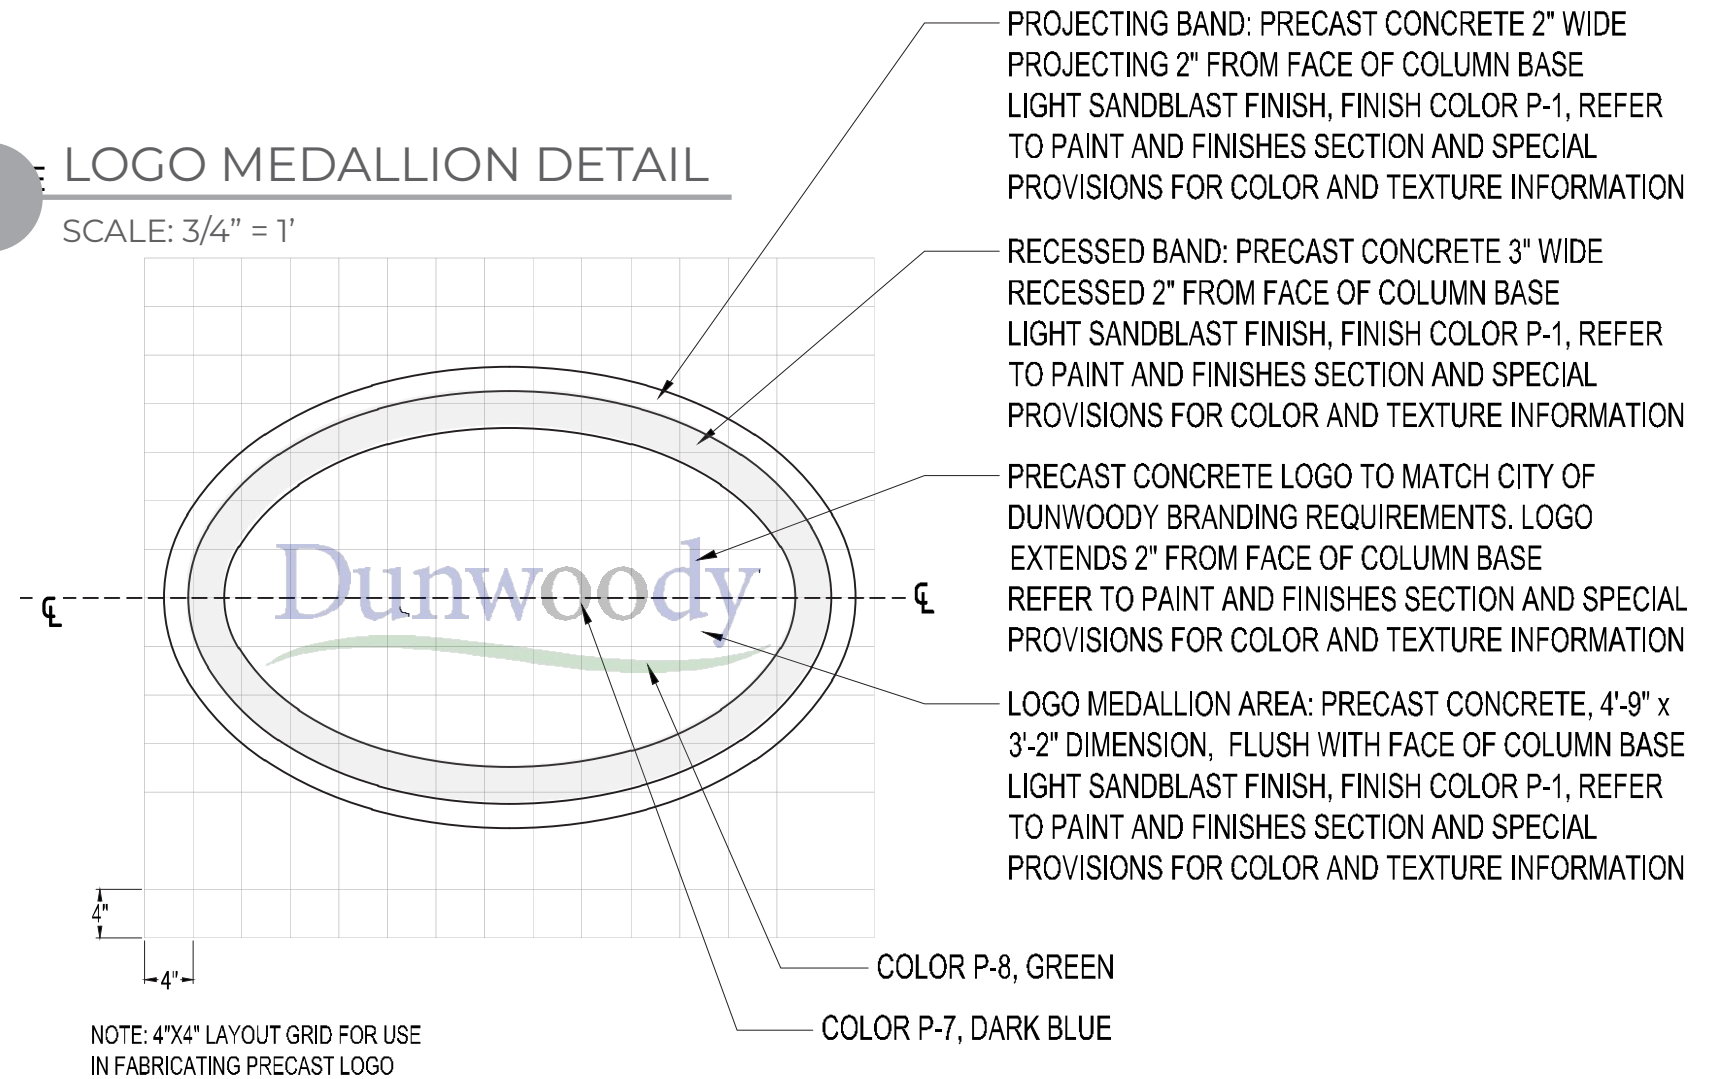 PROJECTING BAND: PRECAST CONCRETE 2" WIDE
PROJECTING 2" FROM FACE OF COLUMN BASE
LIGHT SANDBLAST FINISH, FINISH COLOR P-1, REFER
TO PAINT AND FINISHES SECTION AND SPECIAL
PROVISIONS FOR COLOR AND TEXTURE INFORMATION
LOGO MEDALLION DETAIL
SCALE: 3/4” = 1’
RECESSED BAND: PRECAST CONCRETE 3" WIDE
RECESSED 2" FROM FACE OF COLUMN BASE
LIGHT SANDBLAST FINISH, FINISH COLOR P-1, REFER
TO PAINT AND FINISHES SECTION AND SPECIAL
PROVISIONS FOR COLOR AND TEXTURE INFORMATION
PRECAST CONCRETE LOGO TO MATCH CITY OF
DUNWOODY BRANDING REQUIREMENTS. LOGO
EXTENDS 2" FROM FACE OF COLUMN BASE
REFER TO PAINT AND FINISHES SECTION AND SPECIAL
PROVISIONS FOR COLOR AND TEXTURE INFORMATION
Dunwoody
℄
℄
LOGO MEDALLION AREA: PRECAST CONCRETE, 4'-9" x
3'-2" DIMENSION, FLUSH WITH FACE OF COLUMN BASE
LIGHT SANDBLAST FINISH, FINISH COLOR P-1, REFER
TO PAINT AND FINISHES SECTION AND SPECIAL
PROVISIONS FOR COLOR AND TEXTURE INFORMATION
4"
4"
COLOR P-8, GREEN
COLOR P-7, DARK BLUE
NOTE: 4"X4" LAYOUT GRID FOR USE
IN FABRICATING PRECAST LOGO